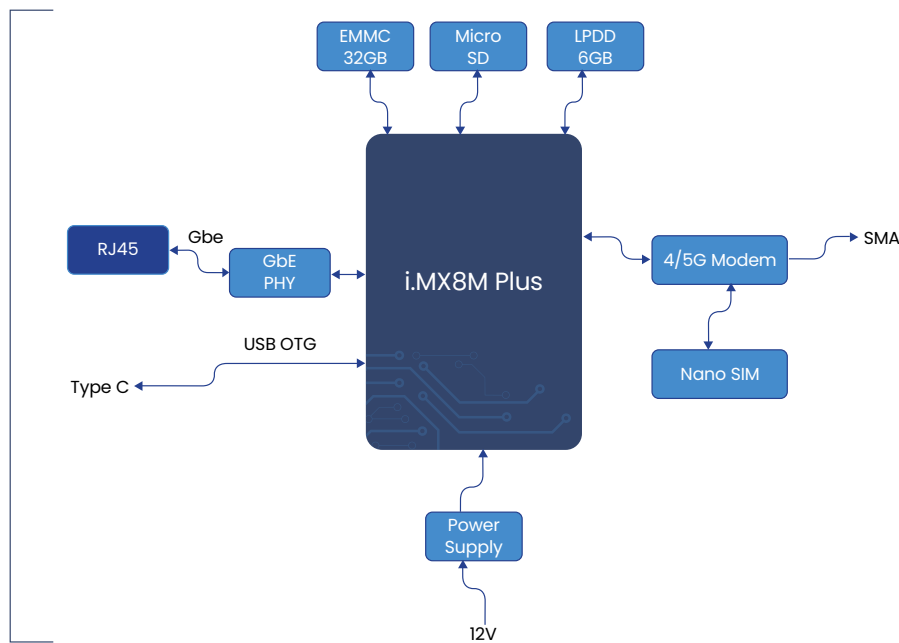 EMMC
32GB
Micro
SD
LPDD
6GB
RJ45
Gbe
GbE
PHY
i.MX8M Plus
4/5G Modem
SMA
USB OTG
Type C
Nano SIM
Power
Supply
12V